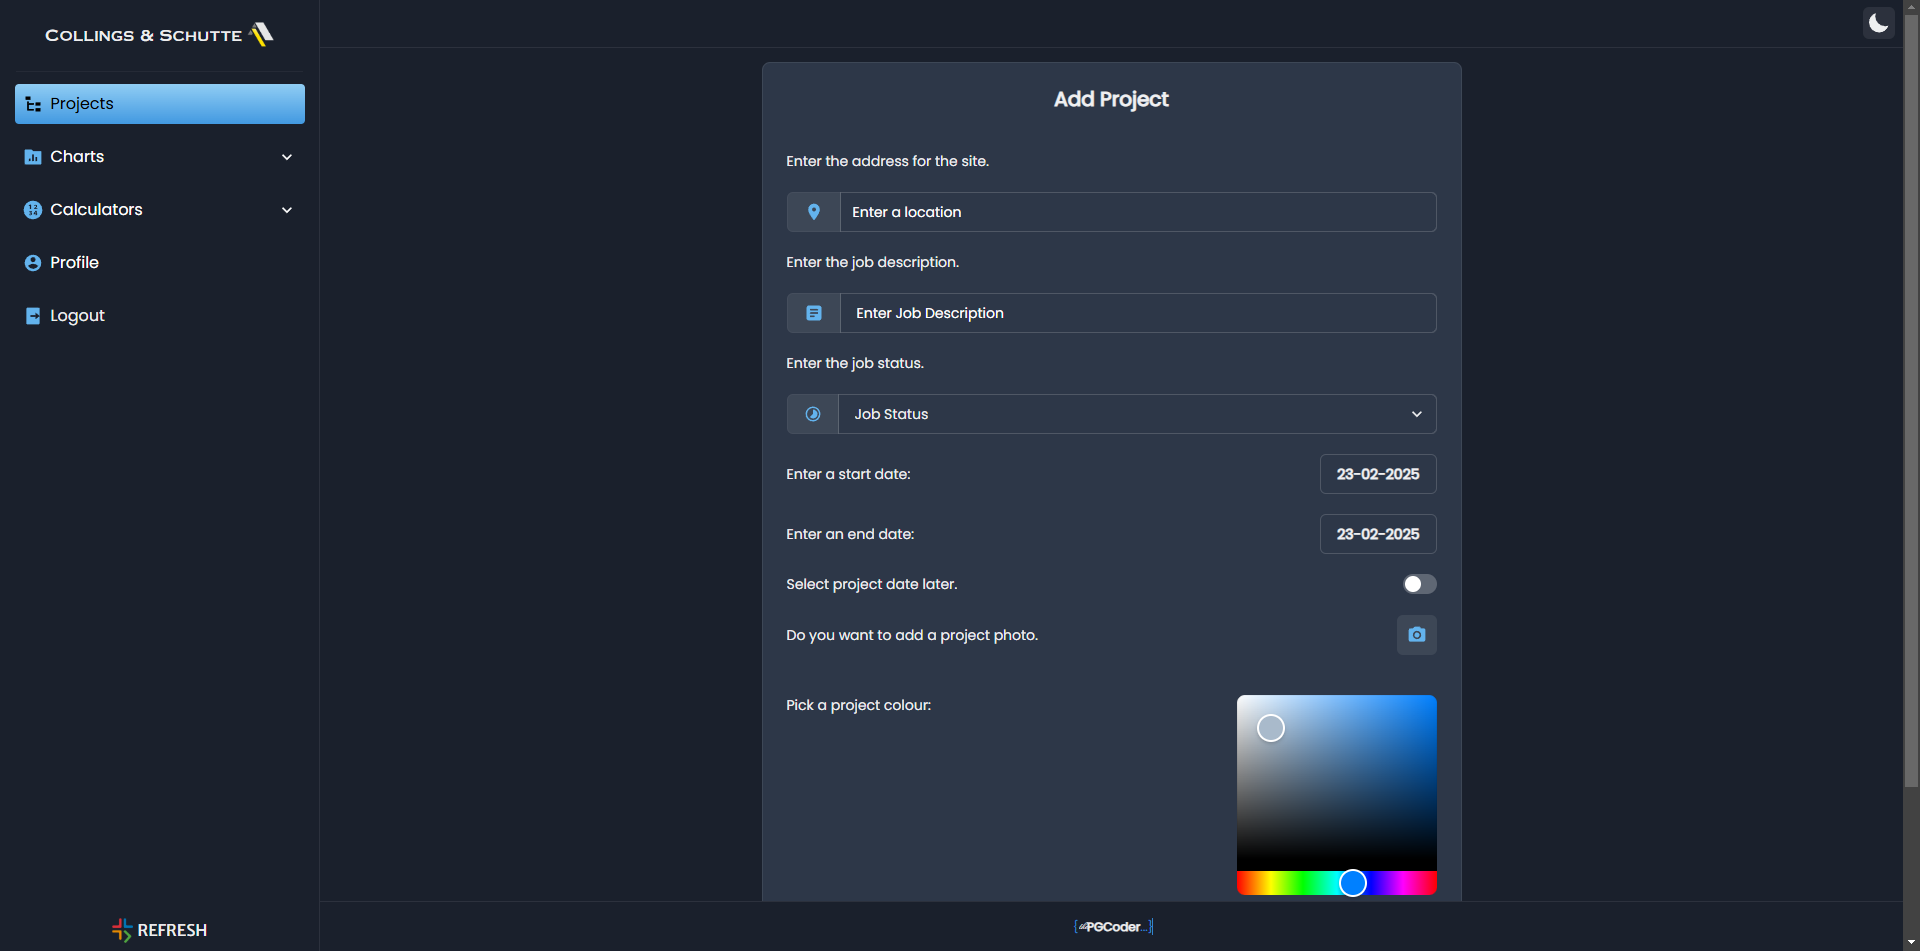 COLLINGS & SCHUTTE
Projects
Charts
Calculators
Profile
Logout
REFRESH
Add Project
Enter the address for the site.
Enter a location
Enter the job description.
Enter Job Description
Enter the job status.
Job Status
Enter a start date:
23-02-2025
Enter an end date:
23-02-2025
Select project date later.
Do you want to add a project photo.
Pick a project colour:
PGCoder...